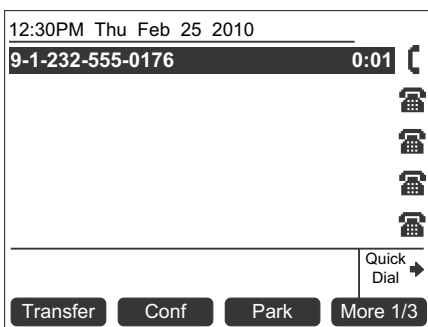 12:30PM Thu Feb 25 2010
9-1-232-555-0176 0:01
Quick
Dial
Transfer Conf Park More 1/3